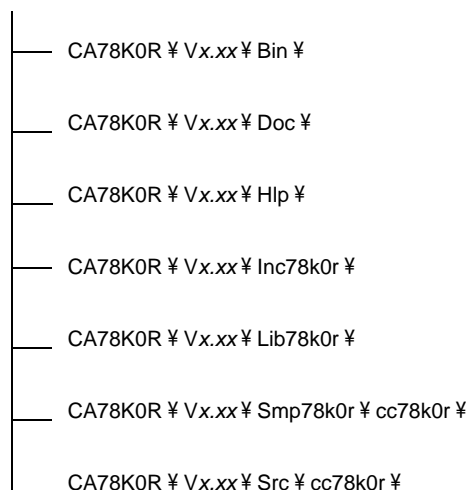 CA78K0R ¥ Vx.xx ¥ Bin ¥
CA78K0R ¥ Vx.xx ¥ Doc ¥
CA78K0R ¥ Vx.xx ¥ Hlp ¥
CA78K0R ¥ Vx.xx ¥ Inc78k0r ¥
CA78K0R ¥ Vx.xx ¥ Lib78k0r ¥
CA78K0R ¥ Vx.xx ¥ Smp78k0r ¥ cc78k0r ¥
CA78K0R ¥ Vx.xx ¥ Src ¥ cc78k0r ¥